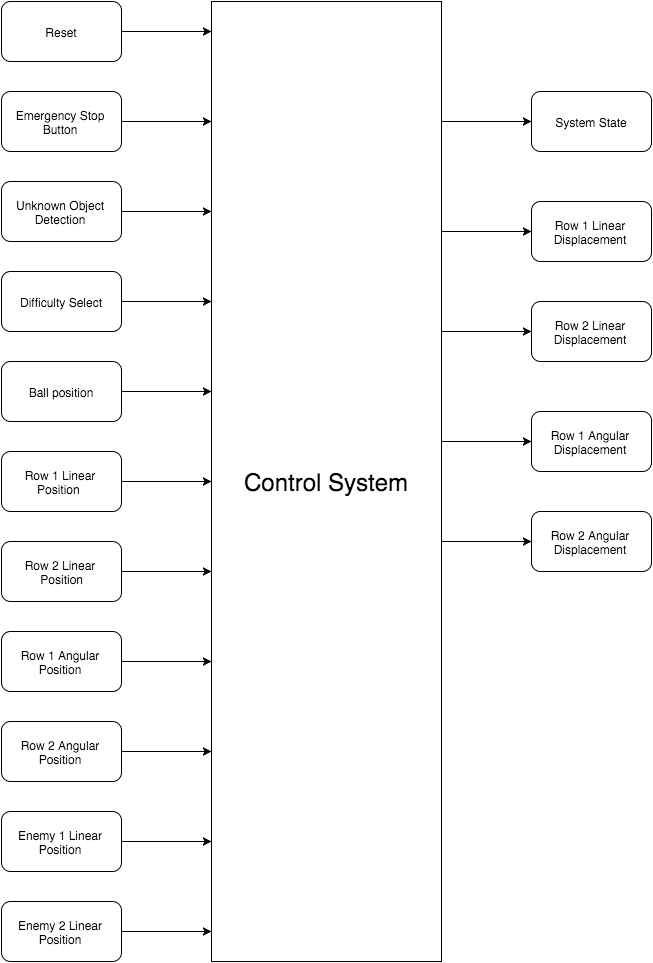 Reset
Emergency Stop
Button
Unknown Object
Detection
Difficulty Select
Ball position
Row 1 Linear
Position
Row 2 Linear
Position
Row 1 Angular
Position
Row 2 Angular
Position
Enemy 1 Linear
Position
Enemy 2 Linear
Position
Control System
System State
Row 1 Linear
Displacement
Row 2 Linear
Displacement
Row 1 Angular
Displacement
Row 2 Angular
Displacement